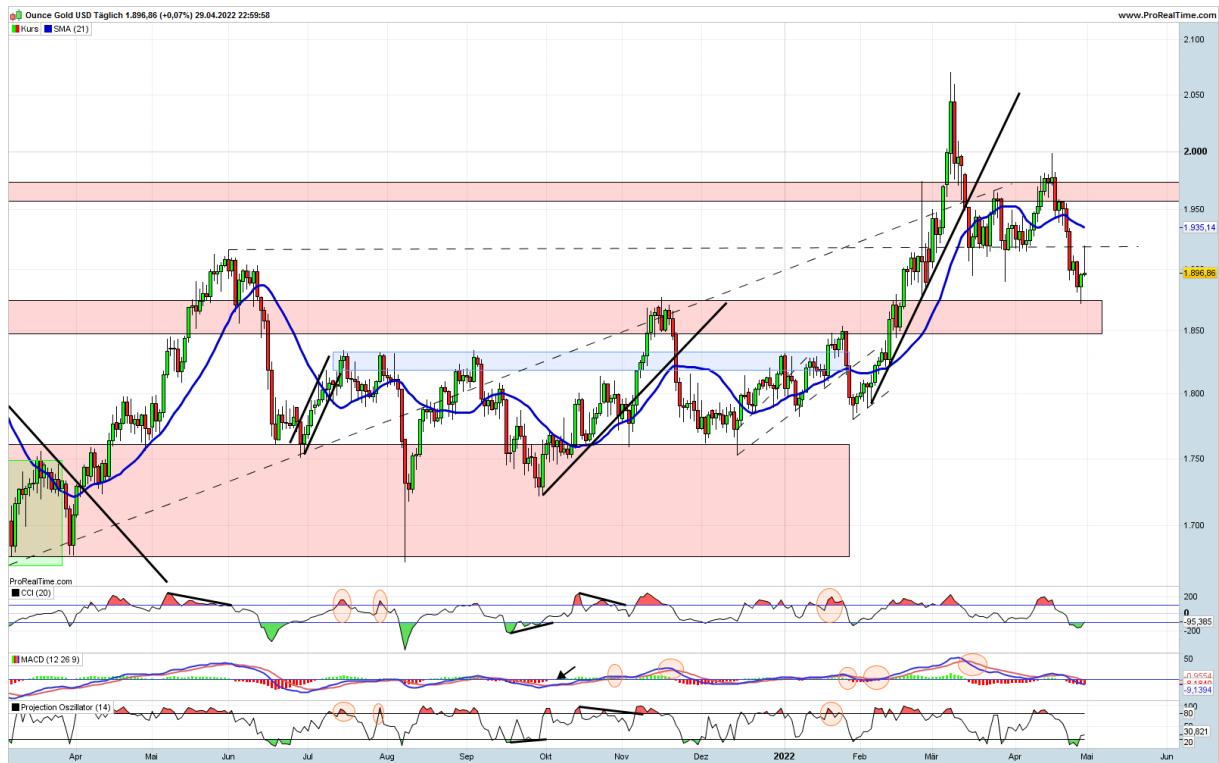 Ounce Gold USD Täglich 1.896,86 (+0,07%) 29.04.2022 22:59:58
www.ProRealTime.com
Kurs SMA (21)
2.100
2.050
2.000
1.950
1.935,14
1.896,86
1.850
1.800
1.750
1.700
ProRealTime.com
CCI (20)
200
0
-95,385
-200
MACD (12 26 9)
50
-0,9554
-9,1394
Projection Oszillator (14)
100
80
30,821
20
Apr Mai Jun Jul Aug Sep Okt Nov Dez 2022 Feb Mär Apr Mai Jun